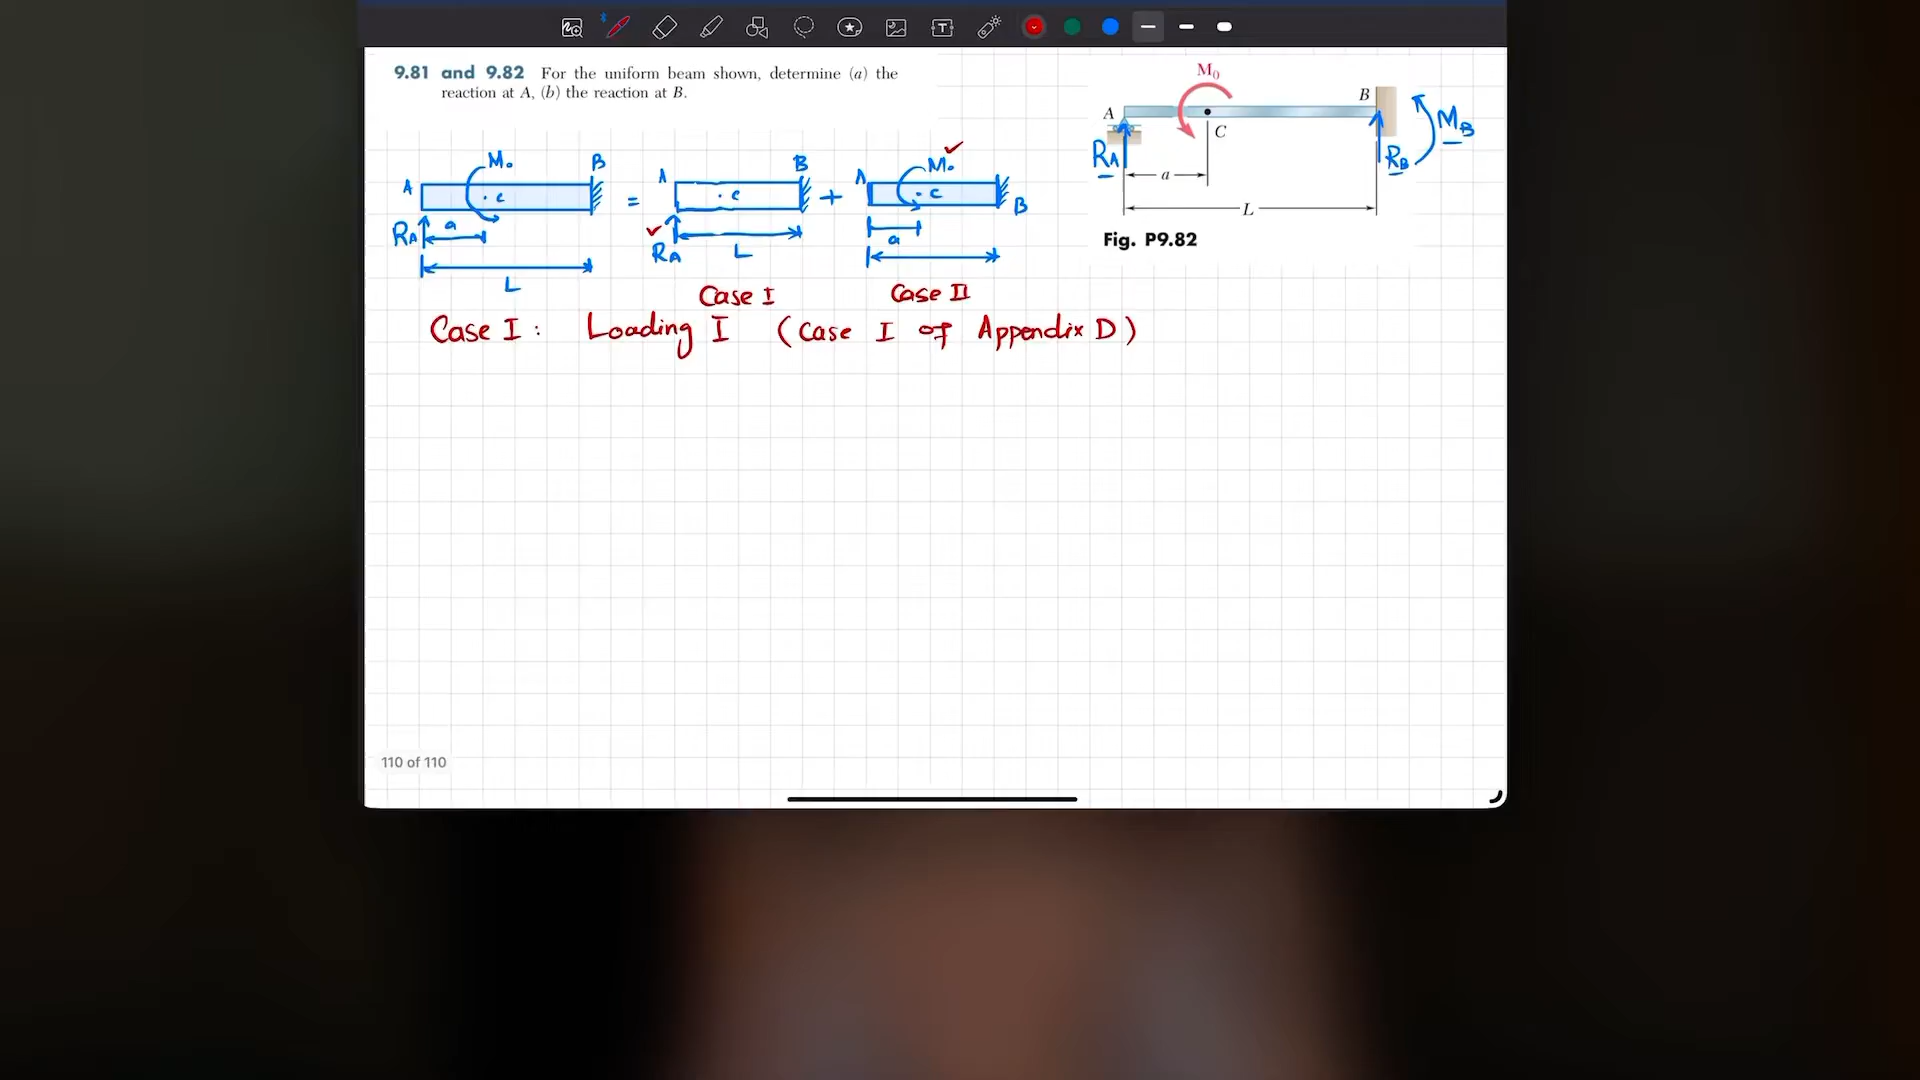 9.81 and 9.82 For the uniform beam shown, determine (a) the
reaction at A, (b) the reaction at B.
M₀
A
B
C
R_A
R_B
M_B
a
L
Fig. P9.82
A
M₀
B
c
R_A
a
L
=
A
B
c
R_A
L
+
A
M₀
c
B
a
Case I
Case II
Case I : Loading I (Case I of Appendix D)
110 of 110